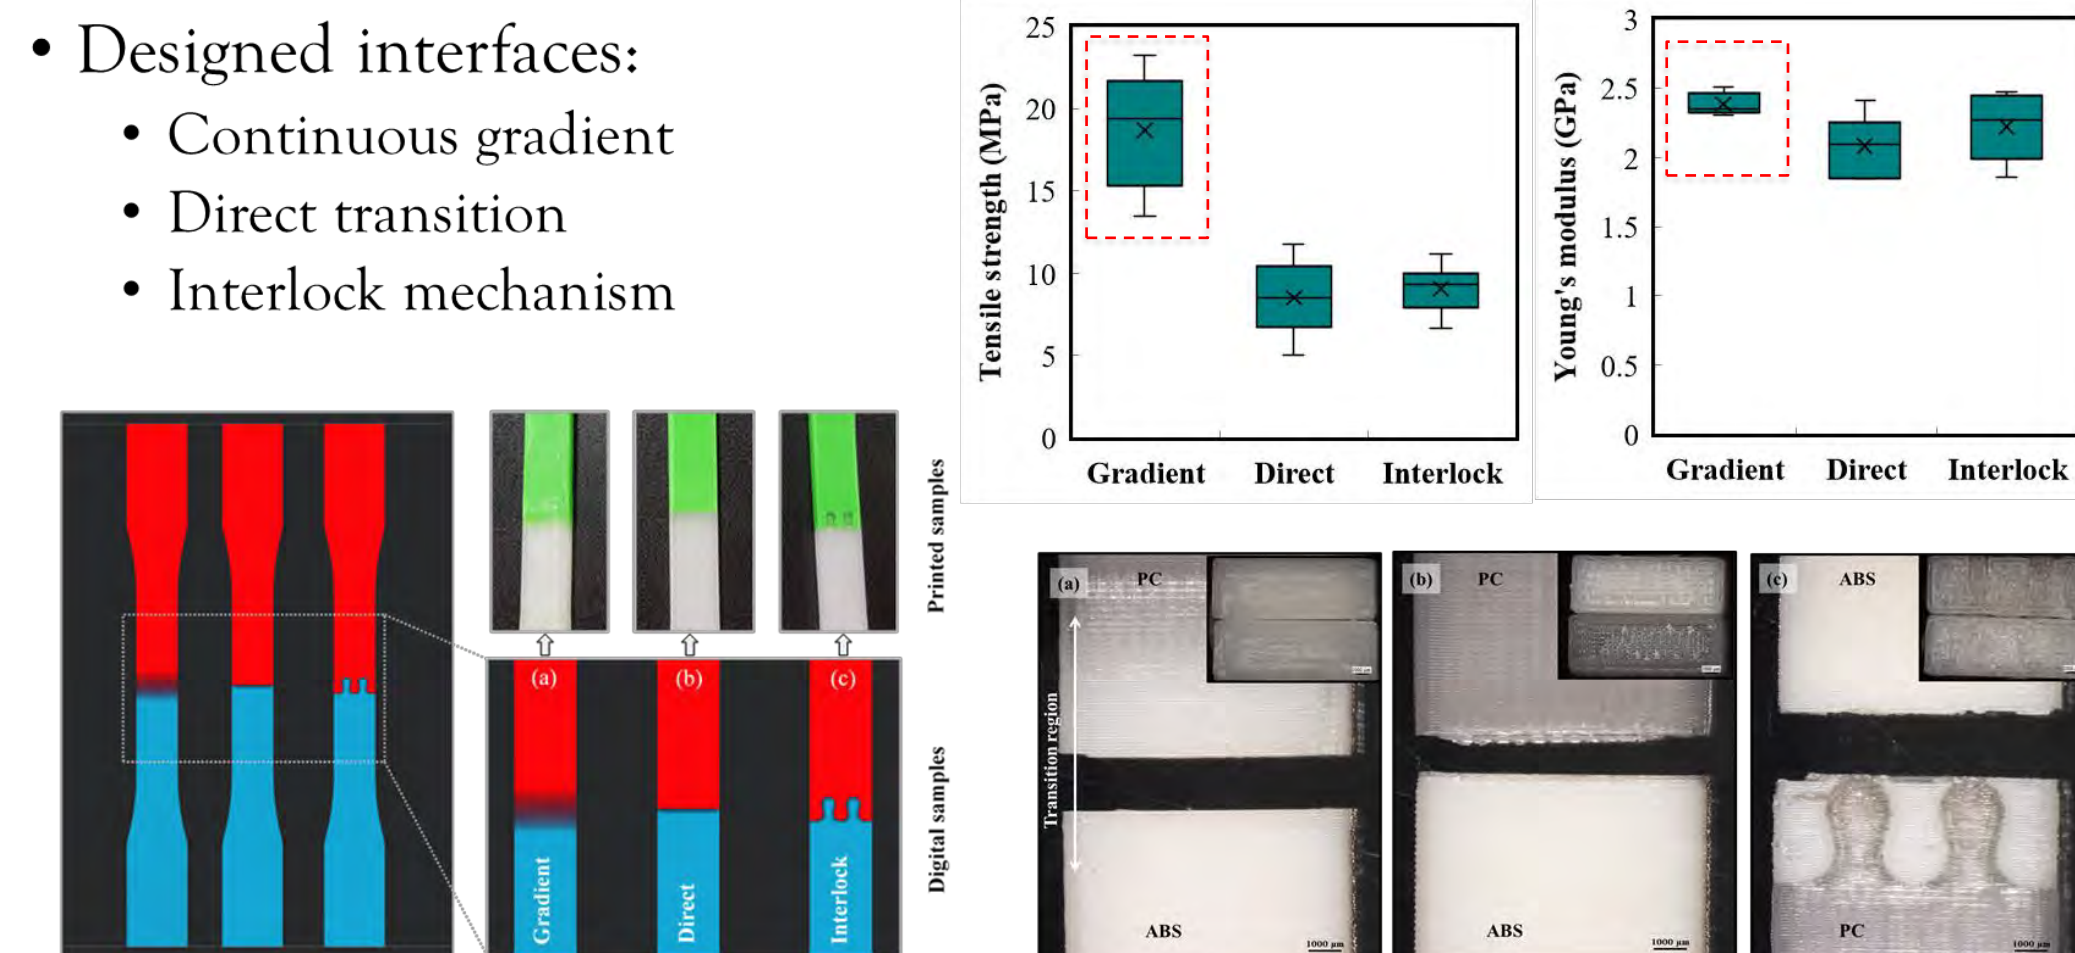 • Designed interfaces:
• Continuous gradient
• Direct transition
• Interlock mechanism
Tensile strength (MPa)
25
20
15
10
5
0
Gradient Direct Interlock
Young's modulus (GPa)
3
2.5
2
1.5
1
0.5
0
Gradient Direct Interlock
Printed samples
Digital samples
(a) (b) (c)
Gradient Direct Interlock
(a) PC
Transition region
ABS
1000 µm
(b) PC
ABS
1000 µm
(c) ABS
PC
1000 µm